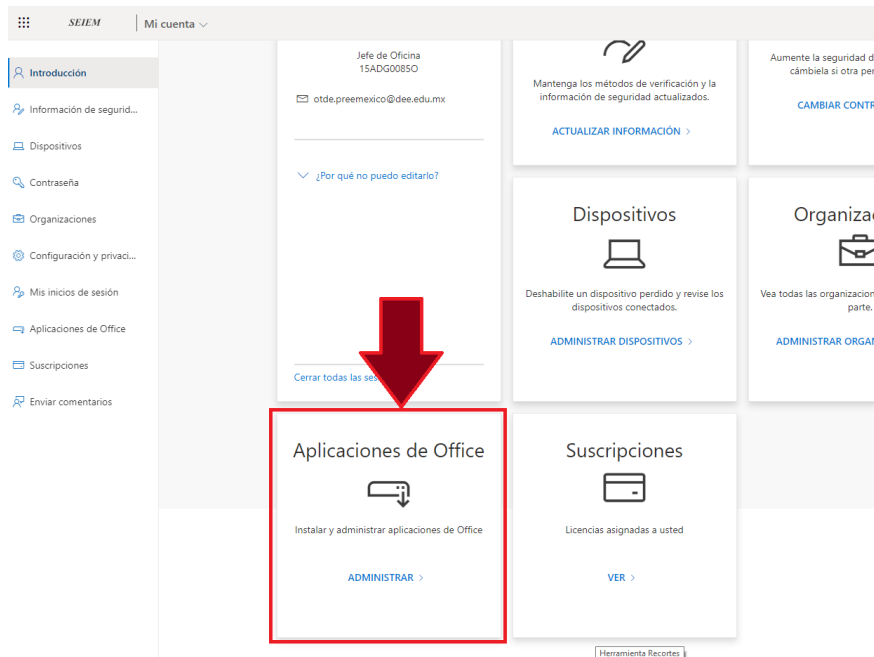 SEIEM
Mi cuenta
Introducción
Información de segurid...
Dispositivos
Contraseña
Organizaciones
Configuración y privaci...
Mis inicios de sesión
Aplicaciones de Office
Suscripciones
Enviar comentarios
Jefe de Oficina
15ADG0085O
otde.preemexico@dee.edu.mx
¿Por qué no puedo editarlo?
Cerrar todas las ses
Mantenga los métodos de verificación y la
información de seguridad actualizados.
ACTUALIZAR INFORMACIÓN >
Aumente la seguridad d
cámbiela si otra per
CAMBIAR CONTR
Dispositivos
Deshabilite un dispositivo perdido y revise los
dispositivos conectados.
ADMINISTRAR DISPOSITIVOS >
Organiza
Vea todas las organizacion
parte.
ADMINISTRAR ORGAN
Aplicaciones de Office
Instalar y administrar aplicaciones de Office
ADMINISTRAR >
Suscripciones
Licencias asignadas a usted
VER >
Herramienta Recortes